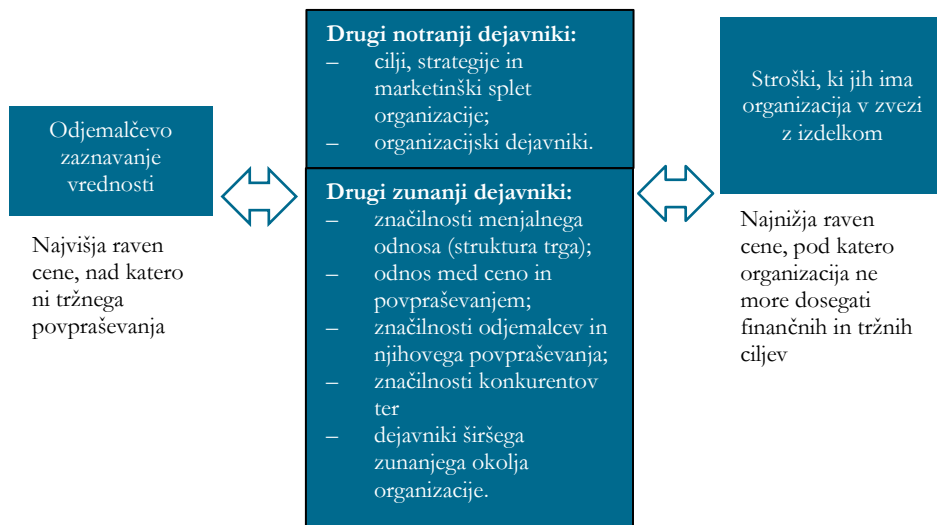 Odjemalčevo
zaznavanje
vrednosti
Najvišja raven
cene, nad katero
ni tržnega
povpraševanja
Drugi notranji dejavniki:
– cilji, strategije in
marketinški splet
organizacije;
– organizacijski dejavniki.
Drugi zunanji dejavniki:
– značilnosti menjalnega
odnosa (struktura trga);
– odnos med ceno in
povpraševanjem;
– značilnosti odjemalcev in
njihovega povpraševanja;
– značilnosti konkurentov
ter
– dejavniki širšega
zunanjega okolja
organizacije.
Stroški, ki jih ima
organizacija v zvezi
z izdelkom
Najnižja raven
cene, pod katero
organizacija ne
more dosegati
finančnih in tržnih
ciljev